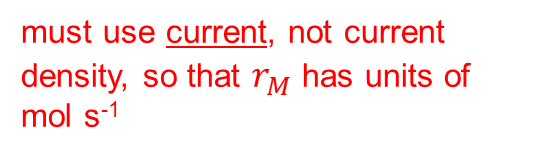 must use current, not current
density, so that r_M has units of
mol s⁻¹